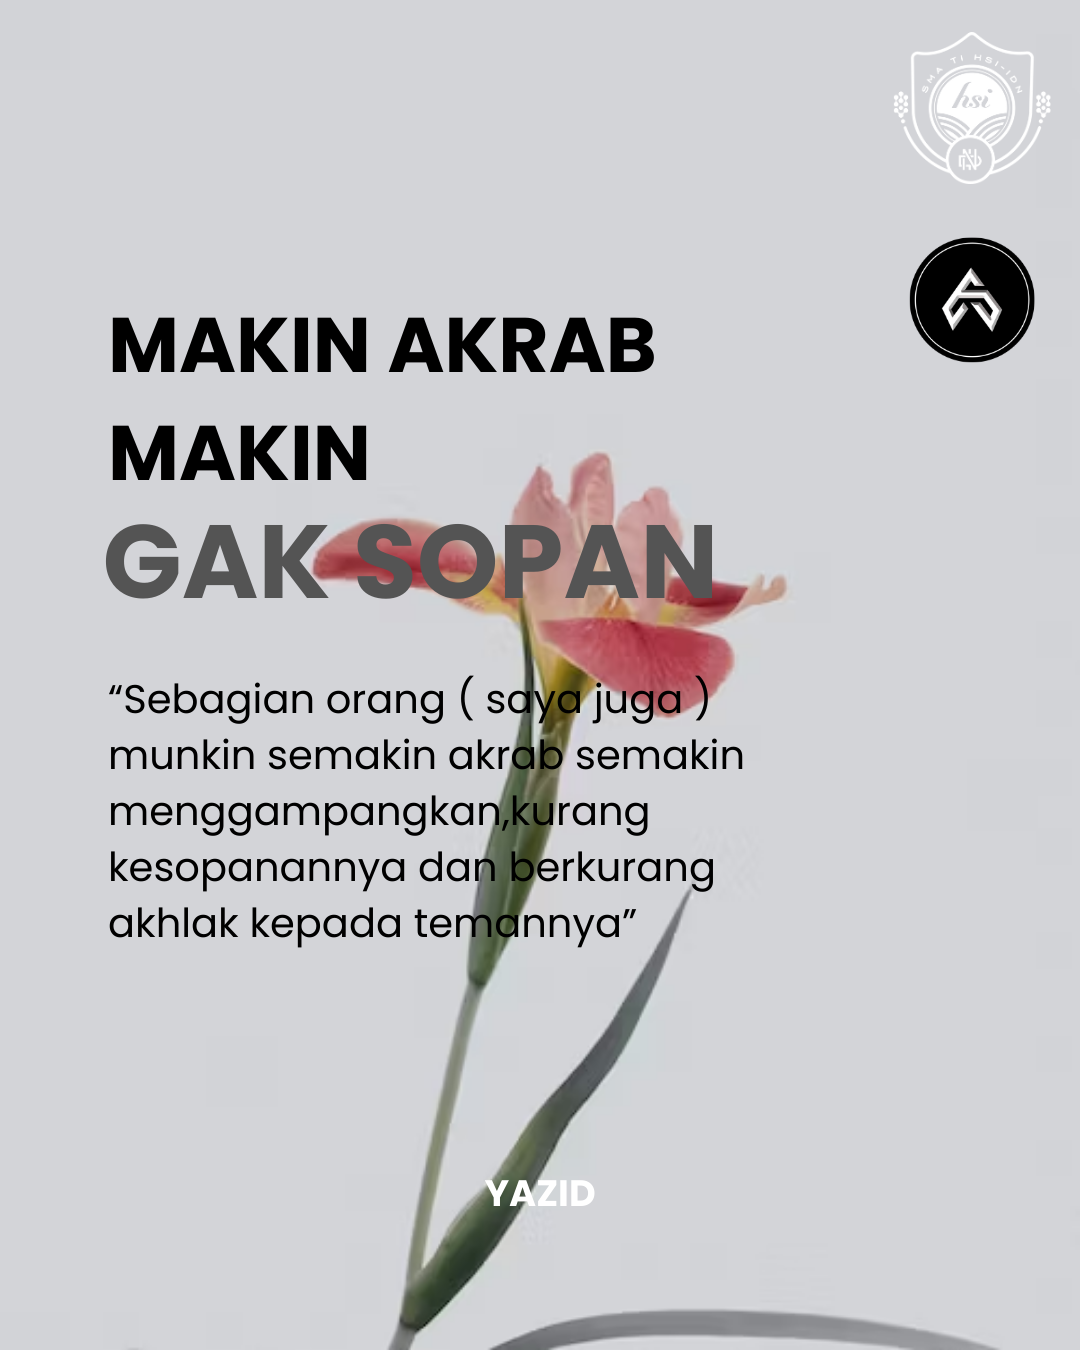 SMA TI HSI-IDN
hsi
MAKIN AKRAB
MAKIN
GAK SOPAN
“Sebagian orang ( saya juga )
munkin semakin akrab semakin
menggampangkan,kurang
kesopanannya dan berkurang
akhlak kepada temannya”
YAZID